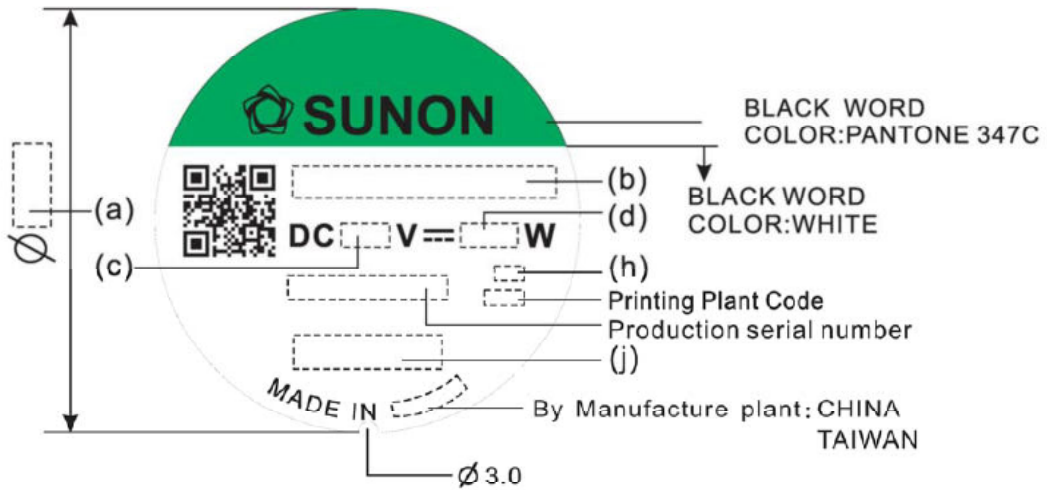 SUNON
BLACK WORD
COLOR:PANTONE 347C
BLACK WORD
COLOR:WHITE
(a)
Ø
(b)
(c)
DC V W
(d)
(h)
Printing Plant Code
Production serial number
(j)
MADE IN
By Manufacture plant: CHINA
TAIWAN
Ø 3.0